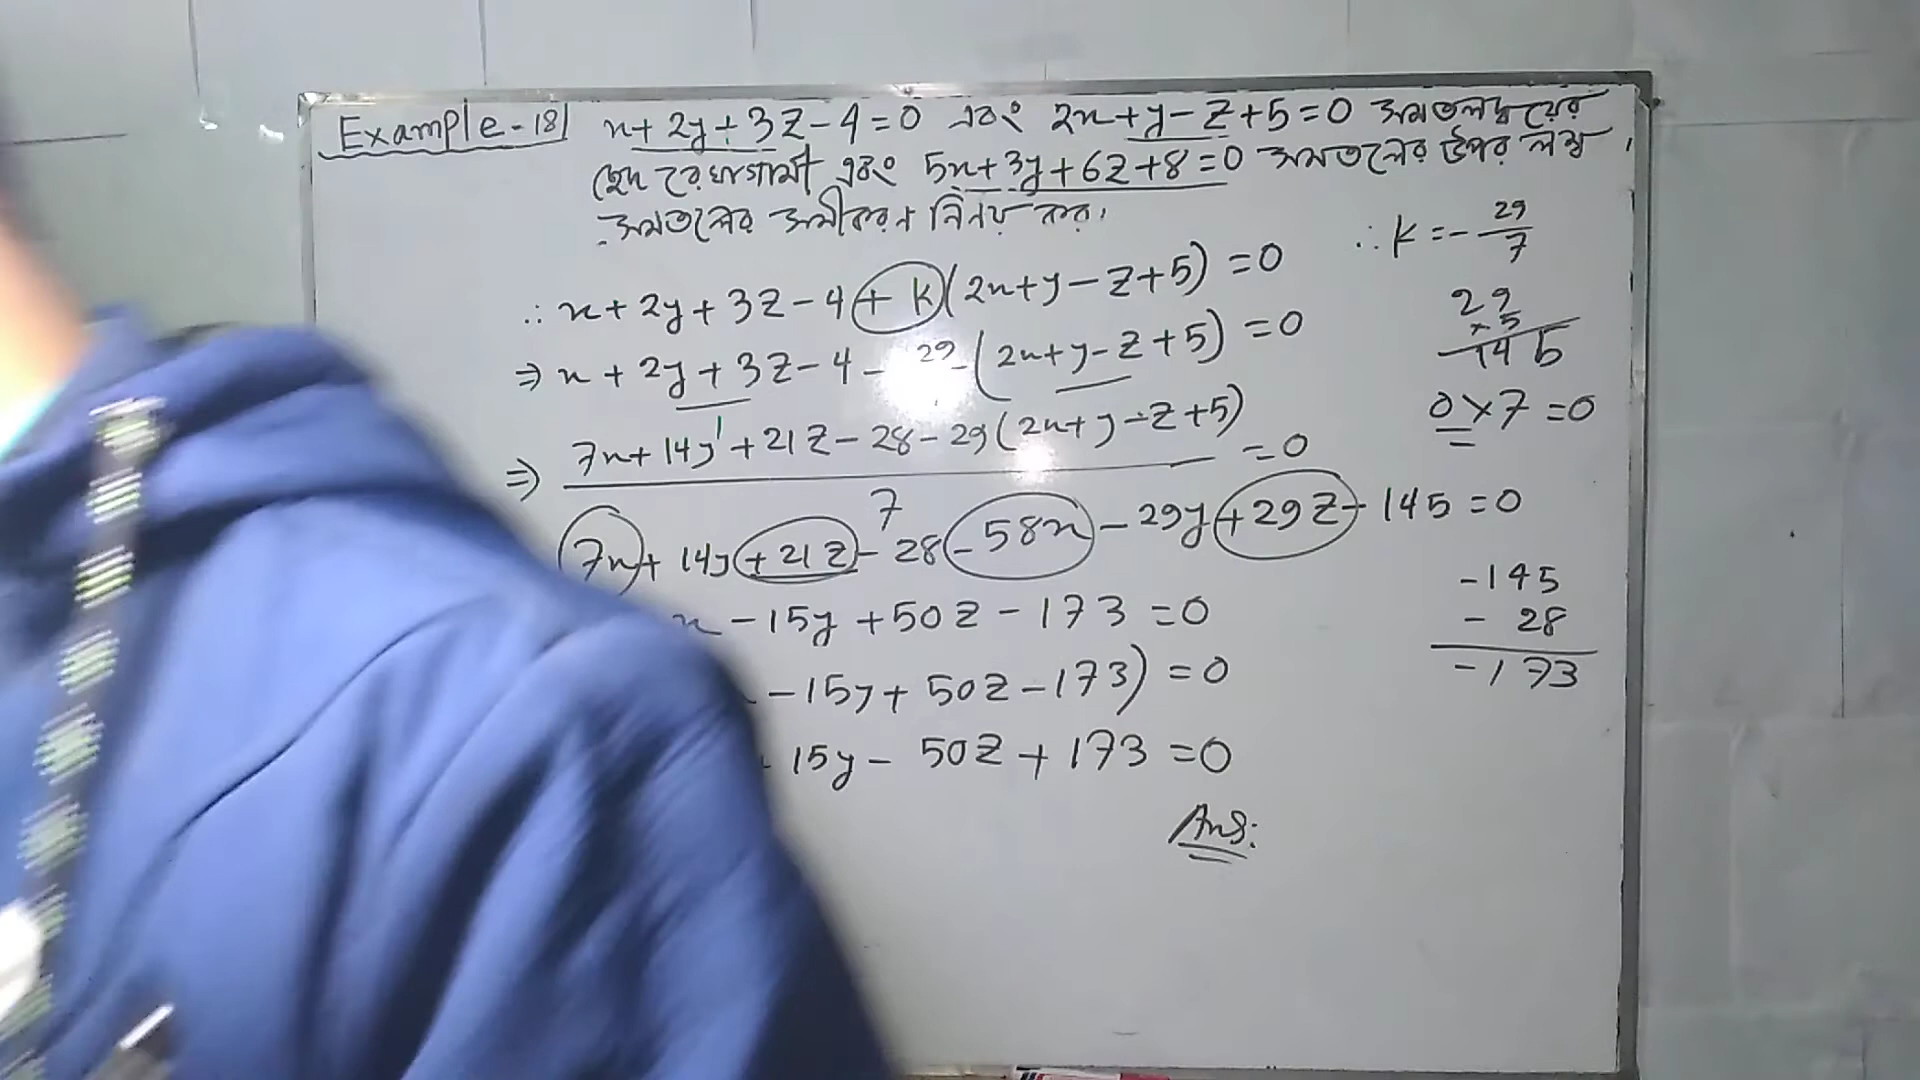 Example-18| x+2y+3z-4=0 এবং 2x+y-z+5=0 সমতলদ্বয়ের
ছেদ রেখাগামী এবং 5x+3y+6z+8=0 সমতলের উপর লম্ব,
সমতলের সমীকরণ নির্ণয় কর।
∴ x+2y+3z-4+k(2x+y-z+5)=0
∴ k=-29/7
⇒ x+2y+3z-4-29(2x+y-z+5)=0
29
×5
145
⇒ 7x+14y+21z-28-29(2x+y-z+5)/7=0
0×7=0
7x+14y+21z-28-58x-29y+29z-145=0
x-15y+50z-173=0
-145
-28
-173
-15y+50z-173)=0
15y-50z+173=0
Ans: